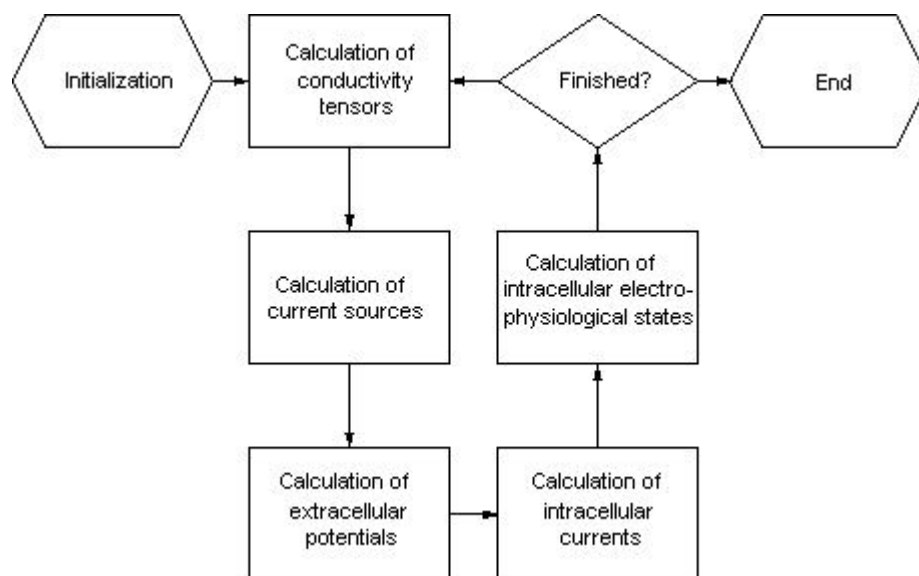 Initialization
Calculation of
conductivity
tensors
Finished?
End
Calculation of
current sources
Calculation of
intracellular electro-
physiological states
Calculation of
extracellular
potentials
Calculation of
intracellular
currents